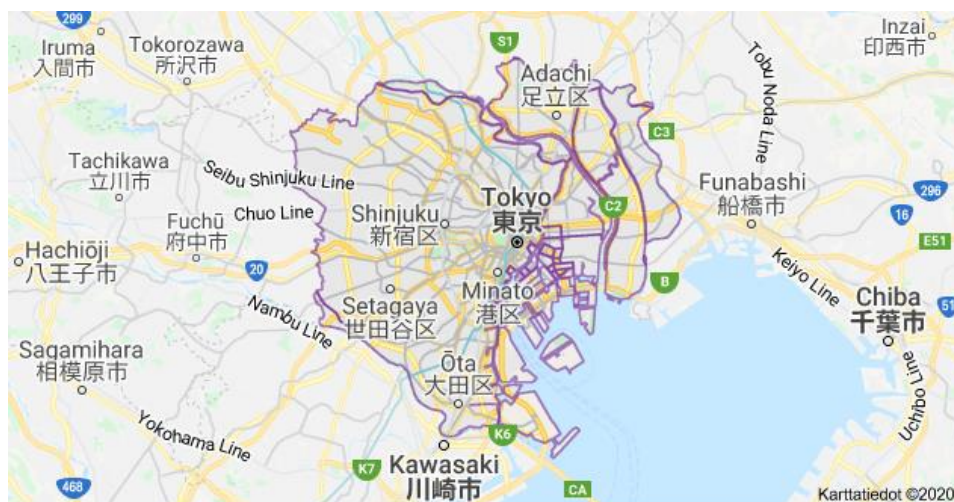 299
Iruma
入間市
Tokorozawa
所沢市
S1
Adachi
足立区
Inzai
印西市
Tobu Noda Line
C3
Tachikawa
立川市
Seibu Shinjuku Line
Chuo Line
Fuchū
府中市
Shinjuku
新宿区
Tokyo
東京
C2
Funabashi
船橋市
296
16
E51
Hachiōji
八王子市
20
Setagaya
世田谷区
Minato
港区
B
Keiyo Line
Chiba
千葉市
51
Nambu Line
Sagamihara
相模原市
Ōta
大田区
Uchibo Line
Yokohama Line
K6
K7
Kawasaki
川崎市
468
CA
Karttatiedot ©2020